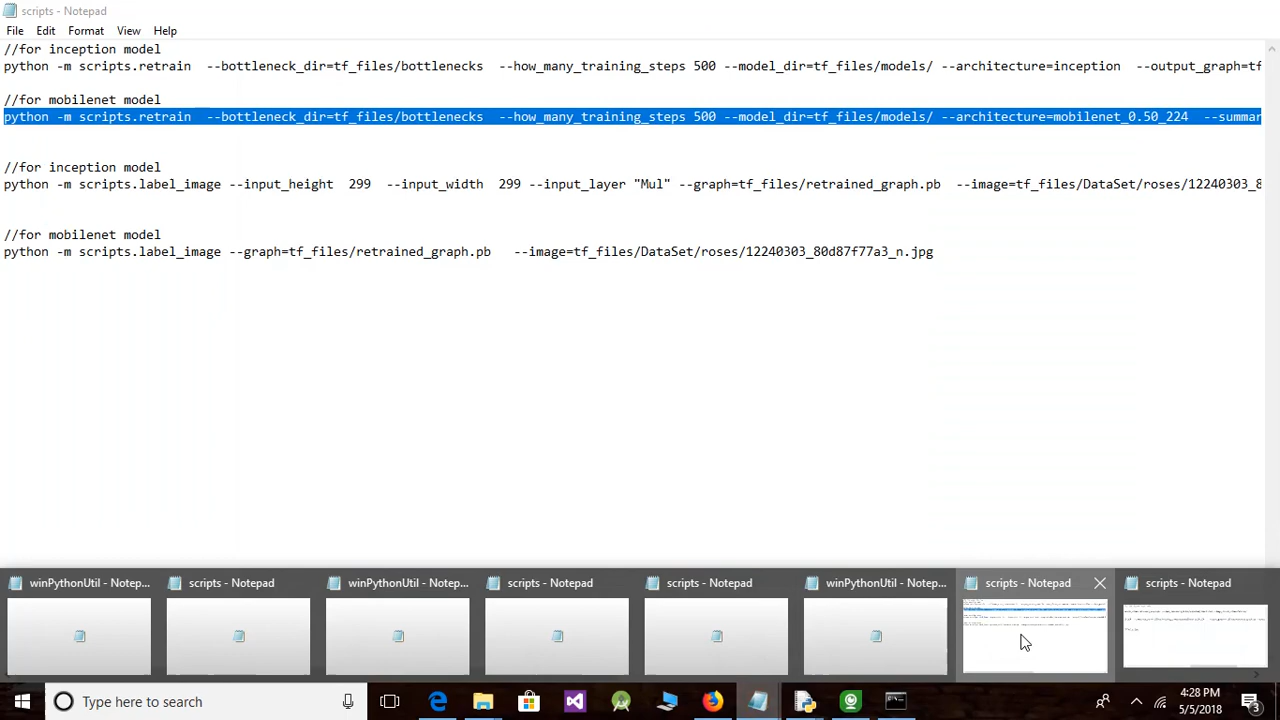 scripts - Notepad
File Edit Format View Help
//for inception model
python -m scripts.retrain --bottleneck_dir=tf_files/bottlenecks --how_many_training_steps 500 --model_dir=tf_files/models/ --architecture=inception --output_graph=tf
//for mobilenet model
python -m scripts.retrain --bottleneck_dir=tf_files/bottlenecks --how_many_training_steps 500 --model_dir=tf_files/models/ --architecture=mobilenet_0.50_224 --summar
//for inception model
python -m scripts.label_image --input_height 299 --input_width 299 --input_layer "Mul" --graph=tf_files/retrained_graph.pb --image=tf_files/DataSet/roses/12240303_8
//for mobilenet model
python -m scripts.label_image --graph=tf_files/retrained_graph.pb --image=tf_files/DataSet/roses/12240303_80d87f77a3_n.jpg
winPythonUtil - Notep... scripts - Notepad winPythonUtil - Notep... scripts - Notepad scripts - Notepad winPythonUtil - Notep... scripts - Notepad scripts - Notepad
Type here to search
4:28 PM
5/5/2018
3